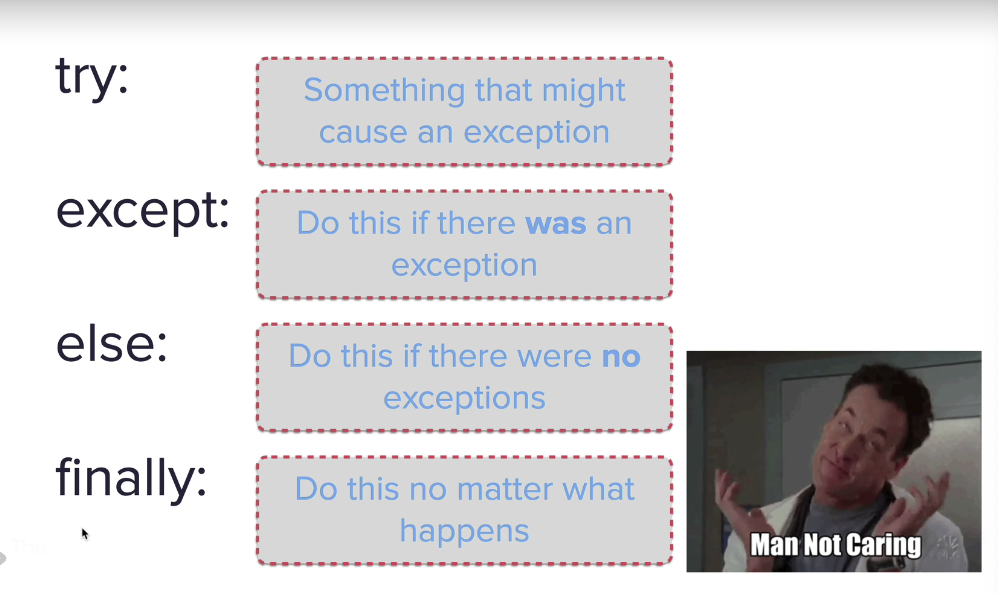 try:
Something that might
cause an exception
except:
Do this if there was an
exception
else:
Do this if there were no
exceptions
finally:
Do this no matter what
happens
Man Not Caring